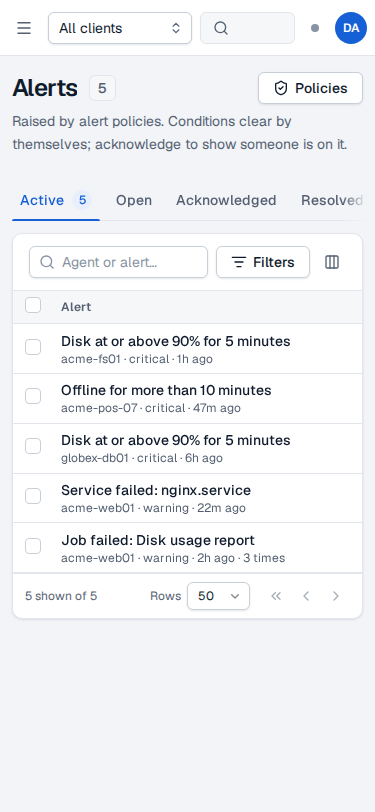 All clients
DA
Alerts 5
Policies
Raised by alert policies. Conditions clear by
themselves; acknowledge to show someone is on it.
Active 5 Open Acknowledged Resolved
Agent or alert...
Filters
Alert
Disk at or above 90% for 5 minutes
acme-fs01 · critical · 1h ago
Offline for more than 10 minutes
acme-pos-07 · critical · 47m ago
Disk at or above 90% for 5 minutes
globex-db01 · critical · 6h ago
Service failed: nginx.service
acme-web01 · warning · 22m ago
Job failed: Disk usage report
acme-web01 · warning · 2h ago · 3 times
5 shown of 5
Rows 50